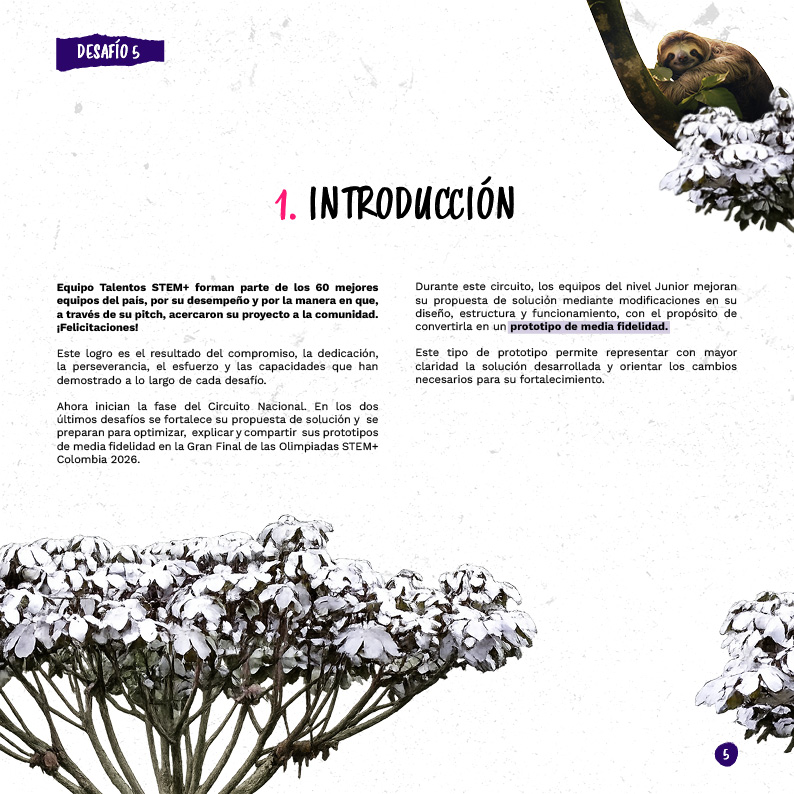 DESAFÍO 5
1. INTRODUCCIÓN
Equipo Talentos STEM+ forman parte de los 60 mejores
equipos del país, por su desempeño y por la manera en que,
a través de su pitch, acercaron su proyecto a la comunidad.
¡Felicitaciones!
Este logro es el resultado del compromiso, la dedicación,
la perseverancia, el esfuerzo y las capacidades que han
demostrado a lo largo de cada desafío.
Ahora inician la fase del Circuito Nacional. En los dos
últimos desafíos se fortalece su propuesta de solución y se
preparan para optimizar, explicar y compartir sus prototipos
de media fidelidad en la Gran Final de las Olimpiadas STEM+
Colombia 2026.
Durante este circuito, los equipos del nivel Junior mejoran
su propuesta de solución mediante modificaciones en su
diseño, estructura y funcionamiento, con el propósito de
convertirla en un prototipo de media fidelidad.
Este tipo de prototipo permite representar con mayor
claridad la solución desarrollada y orientar los cambios
necesarios para su fortalecimiento.
5